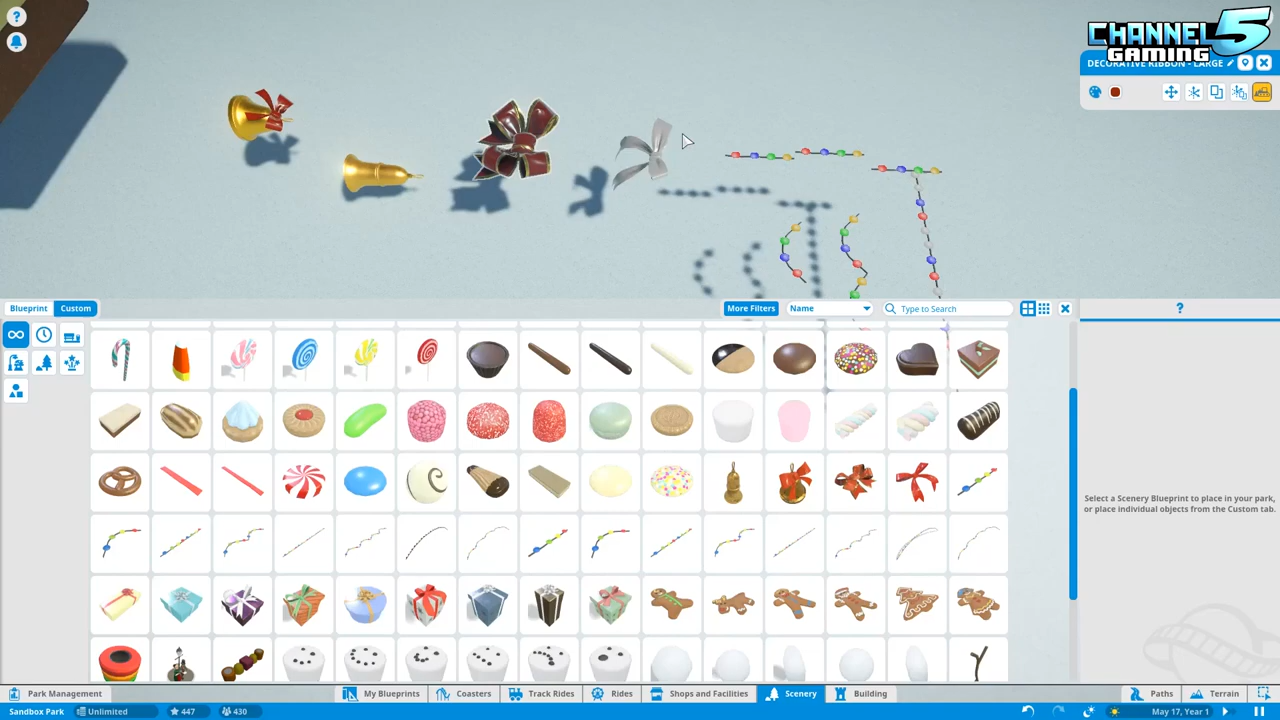 ?
CHANNEL 5
GAMING
DECORATIVE RIBBON - LARGE
Blueprint
Custom
More Filters
Name
Type to Search
?
Select a Scenery Blueprint to place in your park,
or place individual objects from the Custom tab.
Park Management
My Blueprints
Coasters
Track Rides
Rides
Shops and Facilities
Scenery
Building
Paths
Terrain
Sandbox Park
Unlimited
447
430
May 17, Year 1